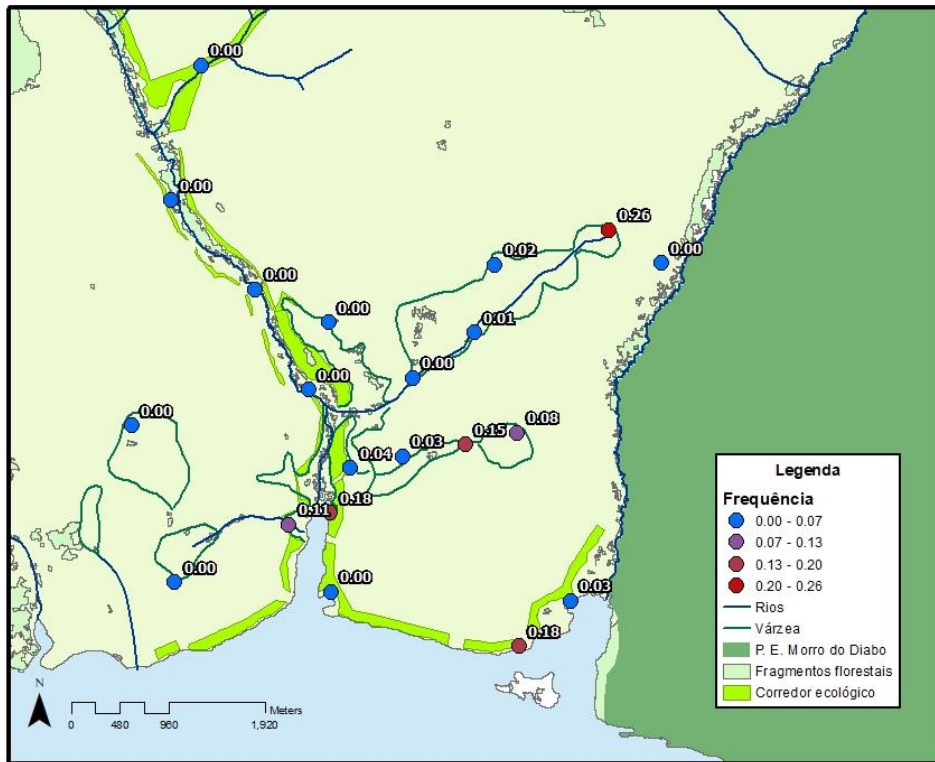 0.00
0.00
0.26
0.02
0.00
0.00
0.00
0.01
0.00
0.00
0.00
0.08
0.15
0.03
0.04
0.18
0.11
0.00
0.00
0.03
0.18
Legenda
Frequência
0.00 - 0.07
0.07 - 0.13
0.13 - 0.20
0.20 - 0.26
Rios
Várzea
P. E. Morro do Diabo
Fragmentos florestais
Corredor ecológico
N
Meters
0 480 960 1,920